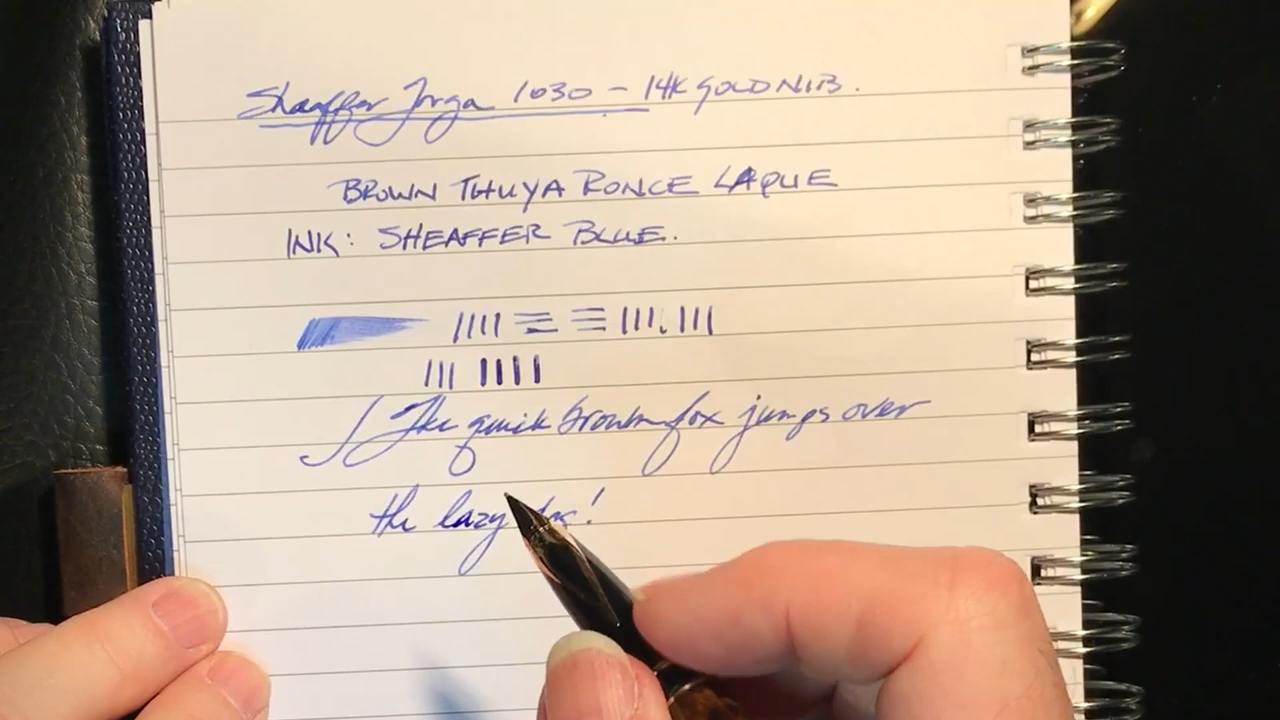 Sheaffer Targa 1030 - 14K GOLD NIB.
BROWN THUYA RONCE LAQUE
INK: SHEAFFER BLUE.
The quick brown fox jumps over
the lazy !